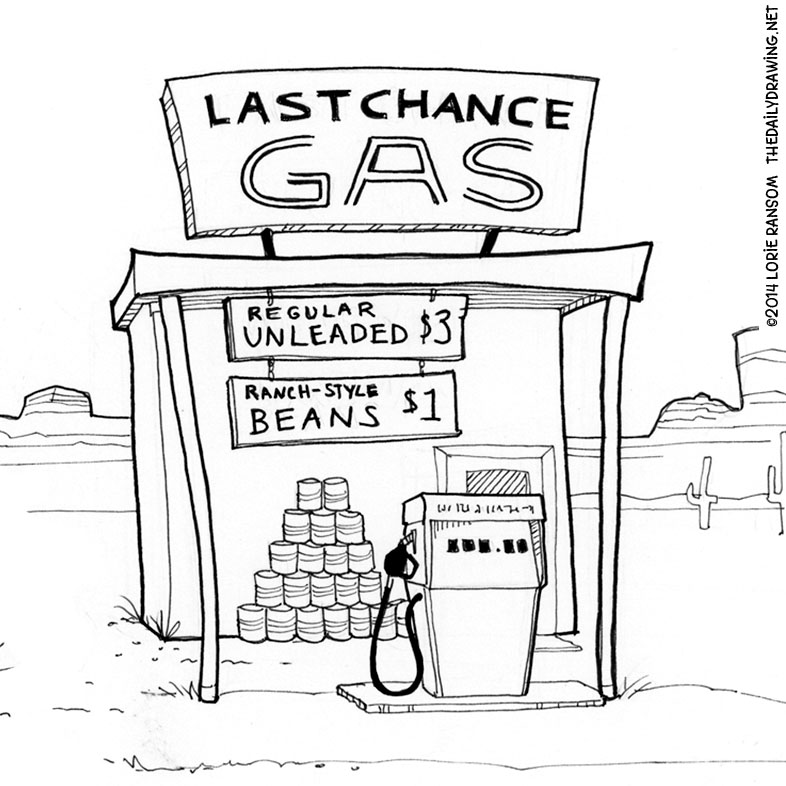 LAST CHANCE
GAS
REGULAR
UNLEADED $3
RANCH-STYLE
BEANS $1
©2014 LORIE RANSOM THEDAILYDRAWING.NET